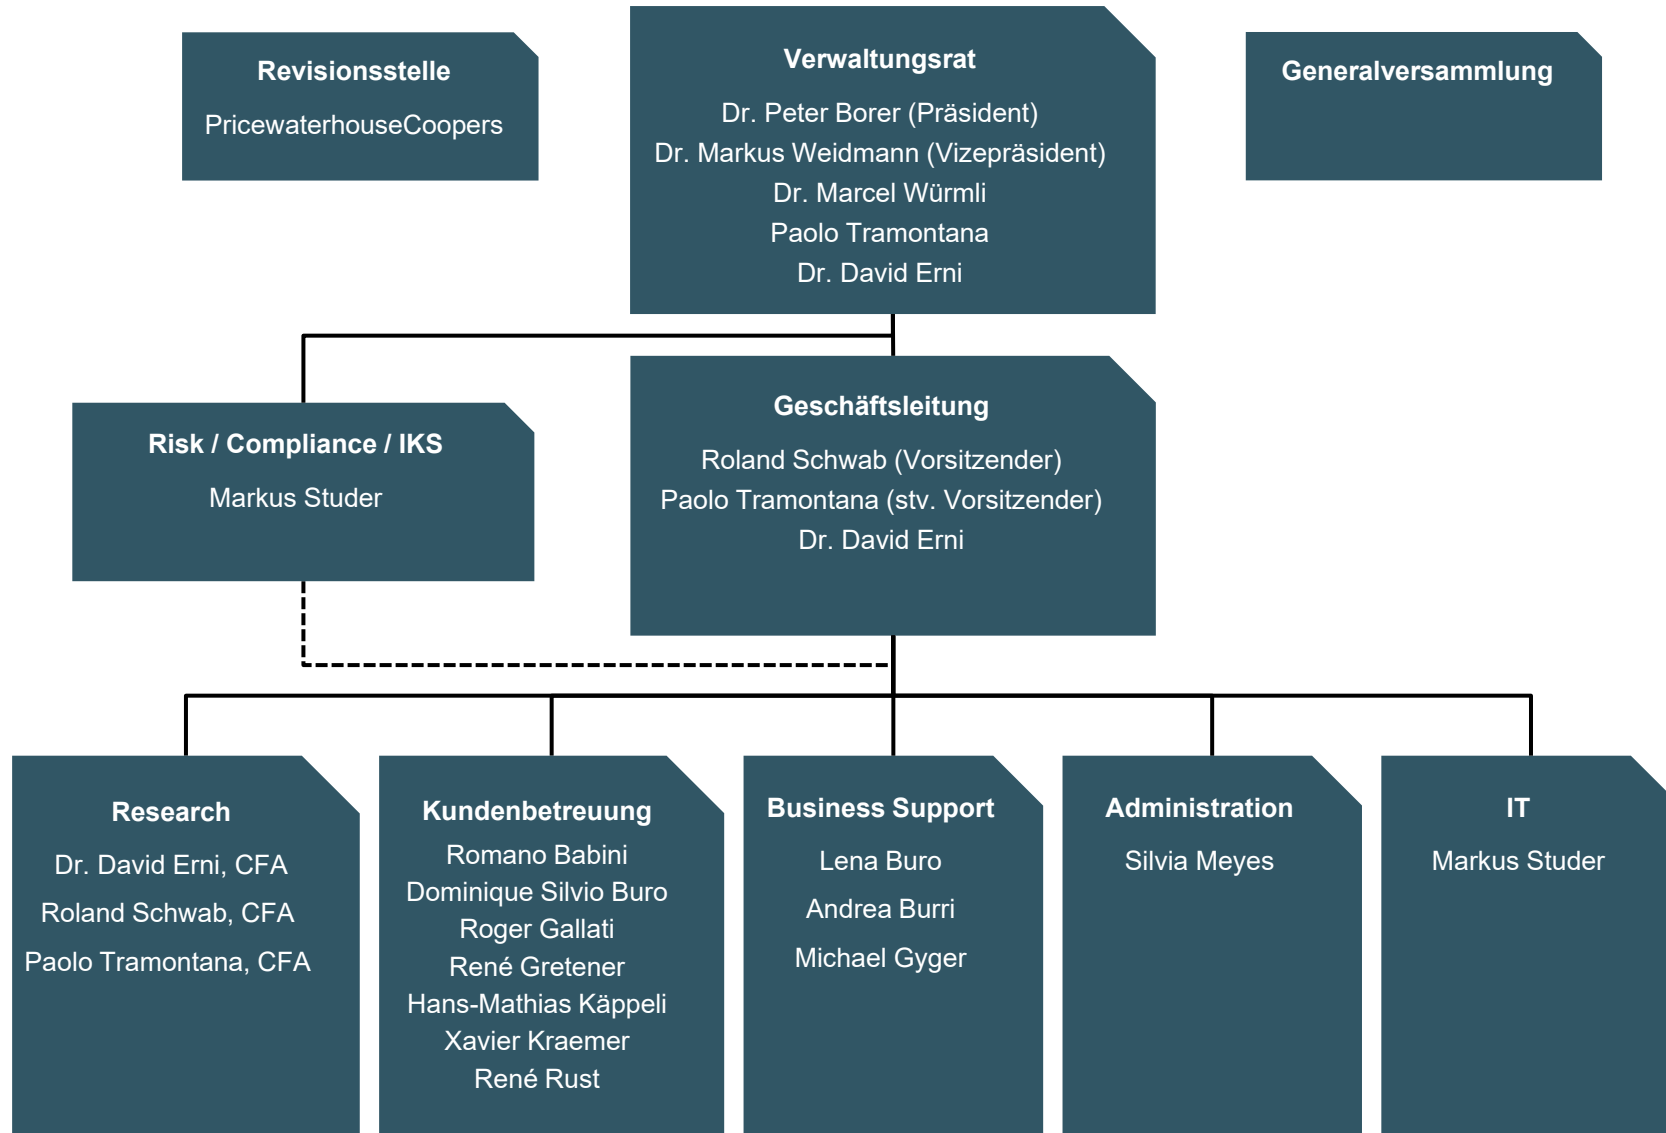 Revisionsstelle
PricewaterhouseCoopers
Verwaltungsrat
Dr. Peter Borer (Präsident)
Dr. Markus Weidmann (Vizepräsident)
Dr. Marcel Würmli
Paolo Tramontana
Dr. David Erni
Generalversammlung
Risk / Compliance / IKS
Markus Studer
Geschäftsleitung
Roland Schwab (Vorsitzender)
Paolo Tramontana (stv. Vorsitzender)
Dr. David Erni
Research
Dr. David Erni, CFA
Roland Schwab, CFA
Paolo Tramontana, CFA
Kundenbetreuung
Romano Babini
Dominique Silvio Buro
Roger Gallati
René Gretener
Hans-Mathias Käppeli
Xavier Kraemer
René Rust
Business Support
Lena Buro
Andrea Burri
Michael Gyger
Administration
Silvia Meyes
IT
Markus Studer